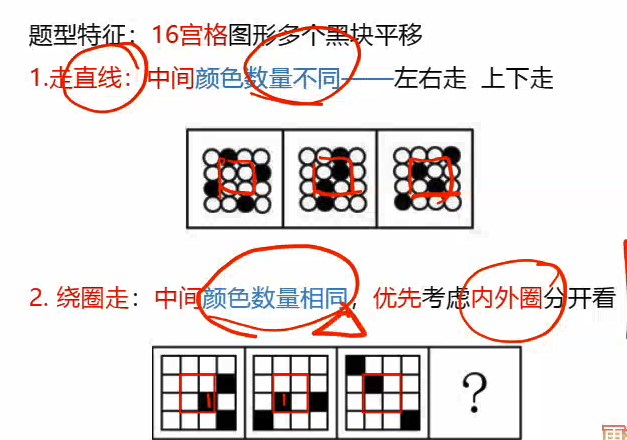 题型特征：16宫格图形多个黑块平移
1.走直线：中间颜色数量不同——左右走 上下走
2. 绕圈走：中间颜色数量相同，优先考虑内外圈分开看
?